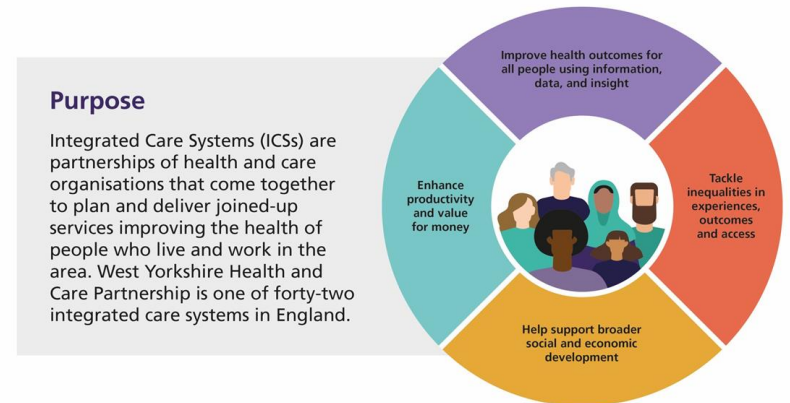 Purpose
Integrated Care Systems (ICSs) are
partnerships of health and care
organisations that come together
to plan and deliver joined-up
services improving the health of
people who live and work in the
area. West Yorkshire Health and
Care Partnership is one of forty-two
integrated care systems in England.
Improve health outcomes for
all people using information,
data, and insight
Tackle
inequalities in
experiences,
outcomes
and access
Help support broader
social and economic
development
Enhance
productivity
and value
for money